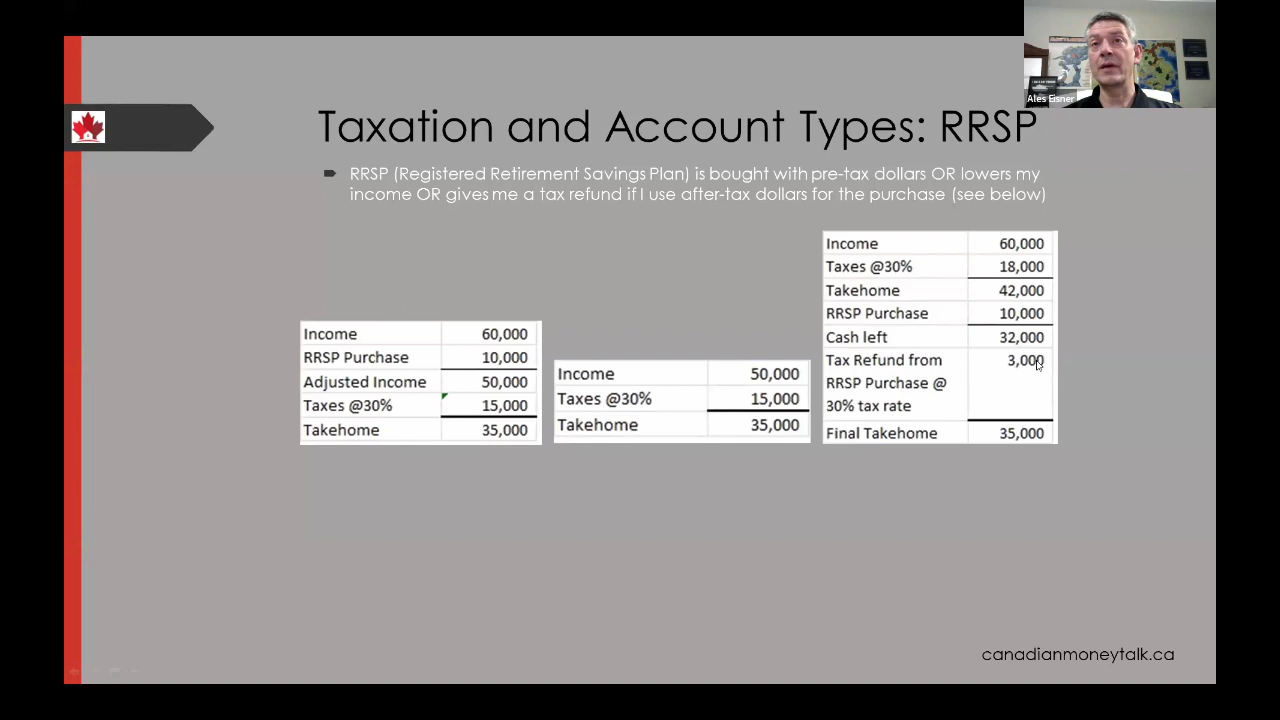 Ales Eisner
Taxation and Account Types: RRSP
RRSP (Registered Retirement Savings Plan) is bought with pre-tax dollars OR lowers my
income OR gives me a tax refund if I use after-tax dollars for the purchase (see below)
Income 60,000
RRSP Purchase 10,000
Adjusted Income 50,000
Taxes @30% 15,000
Takehome 35,000
Income 50,000
Taxes @30% 15,000
Takehome 35,000
Income 60,000
Taxes @30% 18,000
Takehome 42,000
RRSP Purchase 10,000
Cash left 32,000
Tax Refund from 3,000
RRSP Purchase @
30% tax rate
Final Takehome 35,000
canadianmoneytalk.ca